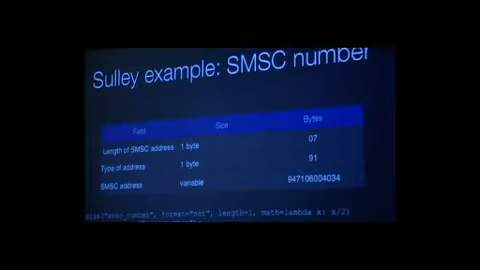 Sulley example: SMSC number
Field Size Bytes
Length of SMSC address 1 byte 07
Type of address 1 byte 91
SMSC address variable 947106004034
size("smsc_number", format="oct", length=1, math=lambda x: x/2)